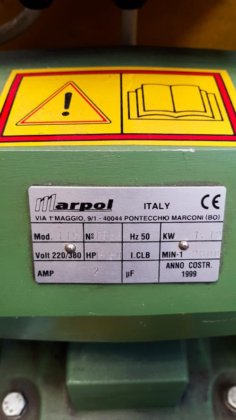 marpol ITALY CE
VIA 1° MAGGIO, 9/1 - 40044 PONTECCHIO MARCONI (BO)
Mod. N° Hz 50 KW
Volt 220/380 HP I.CLB MIN-1
AMP 2 µF ANNO COSTR.
1999